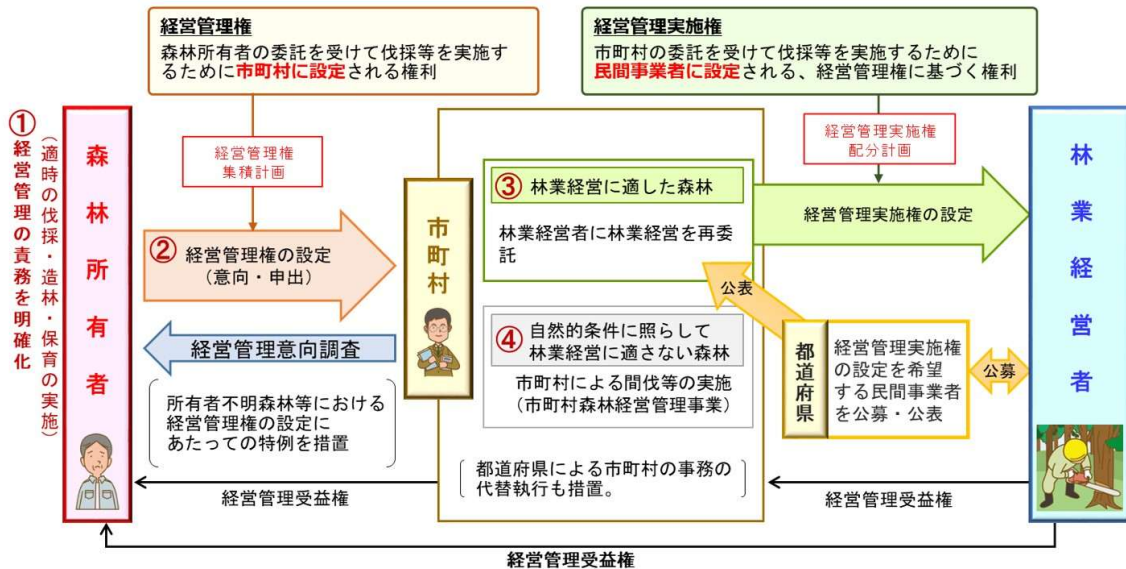 経営管理権
森林所有者の委託を受けて伐採等を実施す
るために市町村に設定される権利
経営管理実施権
市町村の委託を受けて伐採等を実施するために
民間事業者に設定される、経営管理権に基づく権利
①経営管理の責務を明確化
（適時の伐採・造林・保育の実施）
森林所有者
経営管理権
集積計画
② 経営管理権の設定
（意向・申出）
経営管理意向調査
所有者不明森林等における
経営管理権の設定に
あたっての特例を措置
市町村
③ 林業経営に適した森林
林業経営者に林業経営を再委
託
④ 自然的条件に照らして
林業経営に適さない森林
市町村による間伐等の実施
（市町村森林経営管理事業）
都道府県による市町村の事務の
代替執行も措置。
経営管理実施権
配分計画
経営管理実施権の設定
公表
都道府県
経営管理実施権
の設定を希望
する民間事業者
を公募・公表
公募
林業経営者
経営管理受益権
経営管理受益権
経営管理受益権